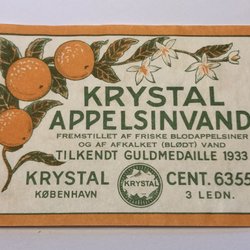 KRYSTAL
APPELSINVAND
FREMSTILLET AF FRISKE BLODAPPELSINER
OG AF AFKALKET (BLØDT) VAND
TILKENDT GULDMEDAILLE 1933
KRYSTAL
KØBENHAVN
KRYSTAL
CENT. 6355
3 LEDN.